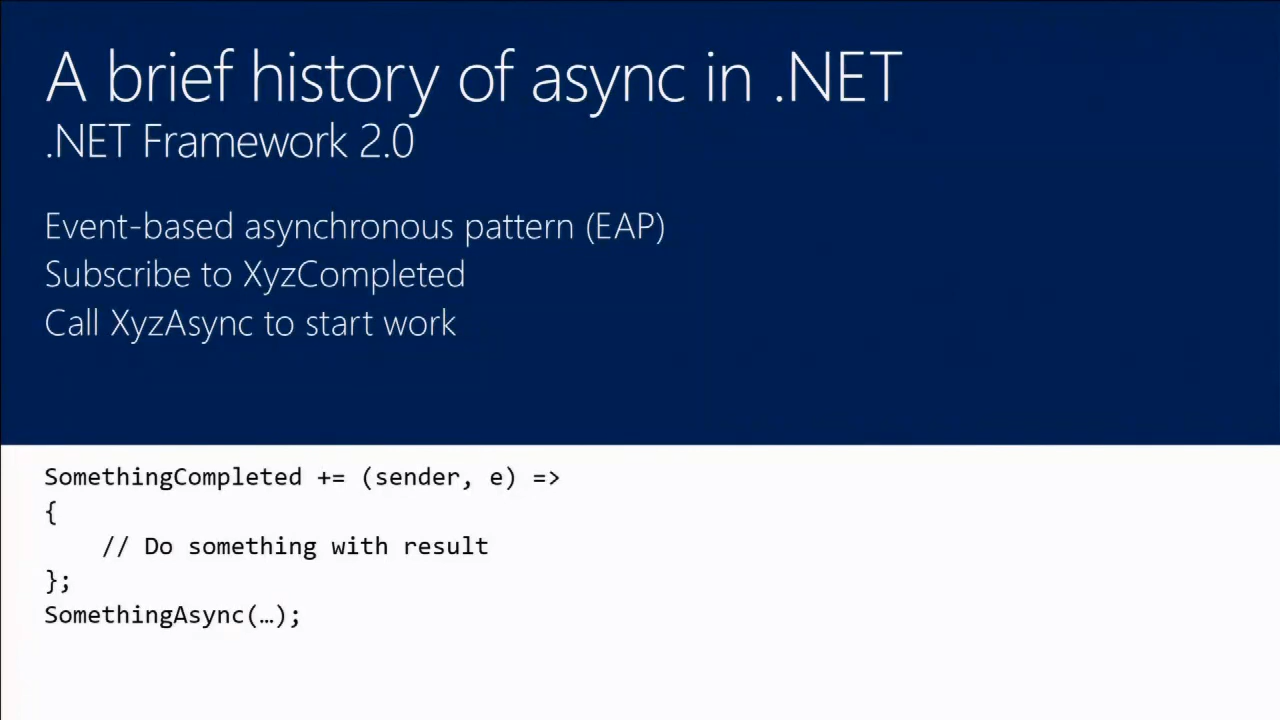 A brief history of async in .NET
.NET Framework 2.0
Event-based asynchronous pattern (EAP)
Subscribe to XyzCompleted
Call XyzAsync to start work
SomethingCompleted += (sender, e) =>
{
    // Do something with result
};
SomethingAsync(…);